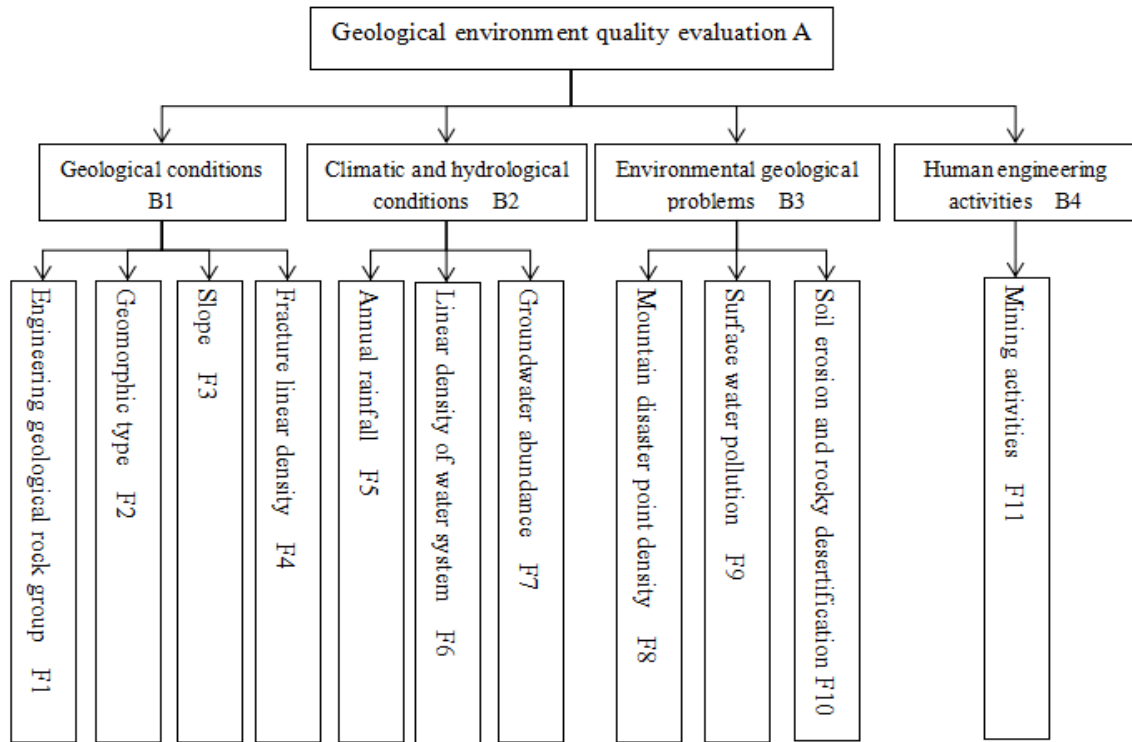 Geological environment quality evaluation A
Geological conditions
B1
Climatic and hydrological
conditions B2
Environmental geological
problems B3
Human engineering
activities B4
Engineering geological rock group F1
Geomorphic type F2
Slope F3
Fracture linear density F4
Annual rainfall F5
Linear density of water system F6
Groundwater abundance F7
Mountain disaster point density F8
Surface water pollution F9
Soil erosion and rocky desertification F10
Mining activities F11